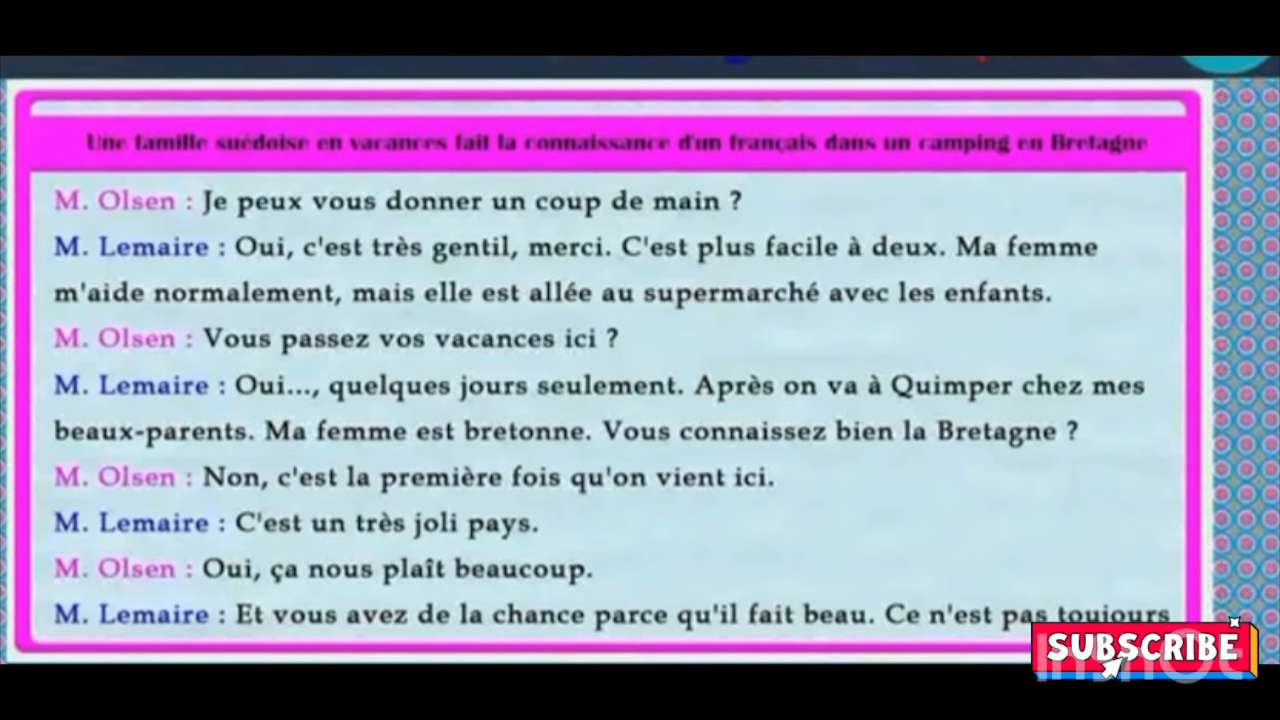 Une famille suédoise en vacances fait la connaissance d'un français dans un camping en Bretagne
M. Olsen : Je peux vous donner un coup de main ?
M. Lemaire : Oui, c'est très gentil, merci. C'est plus facile à deux. Ma femme
m'aide normalement, mais elle est allée au supermarché avec les enfants.
M. Olsen : Vous passez vos vacances ici ?
M. Lemaire : Oui..., quelques jours seulement. Après on va à Quimper chez mes
beaux-parents. Ma femme est bretonne. Vous connaissez bien la Bretagne ?
M. Olsen : Non, c'est la première fois qu'on vient ici.
M. Lemaire : C'est un très joli pays.
M. Olsen : Oui, ça nous plaît beaucoup.
M. Lemaire : Et vous avez de la chance parce qu'il fait beau. Ce n'est pas toujours
SUBSCRIBE